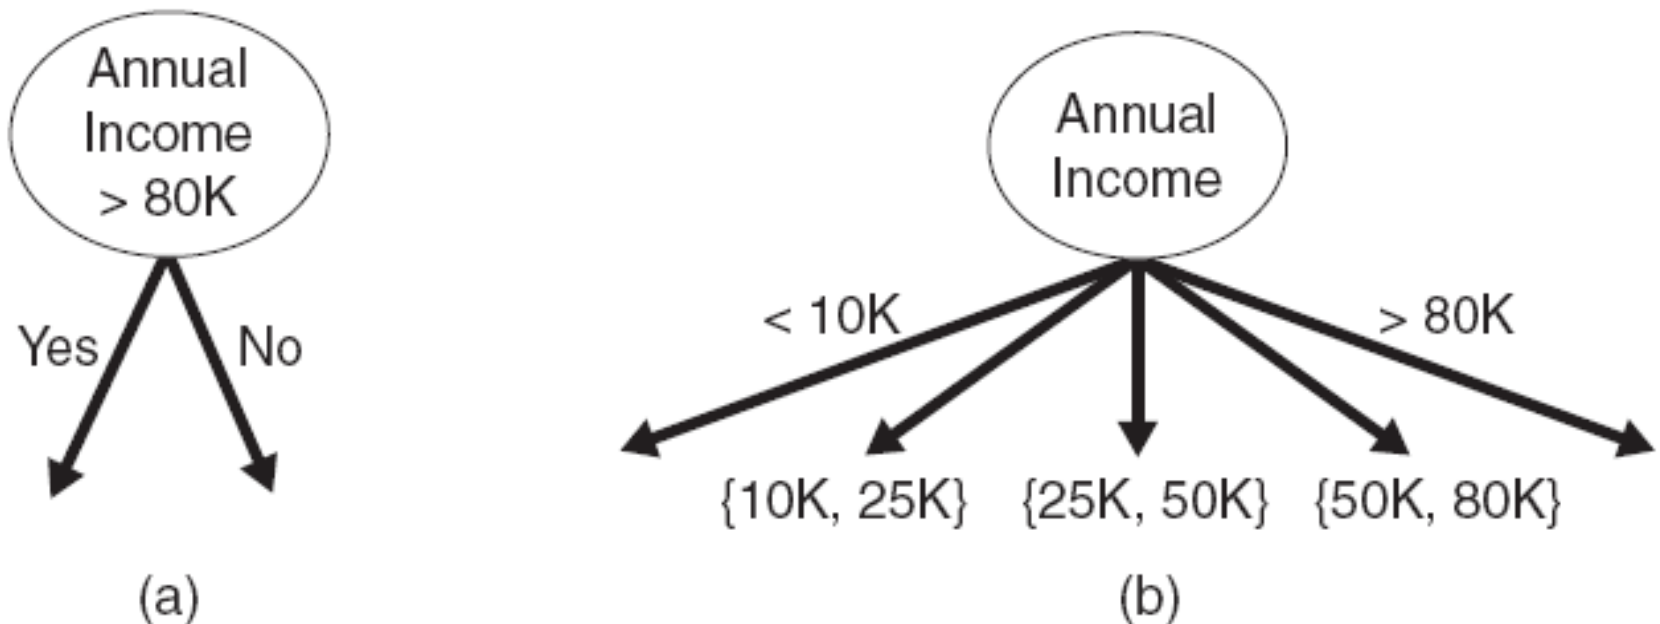 Annual
Income
> 80K
Yes
No
(a)
Annual
Income
< 10K
> 80K
{10K, 25K} {25K, 50K} {50K, 80K}
(b)